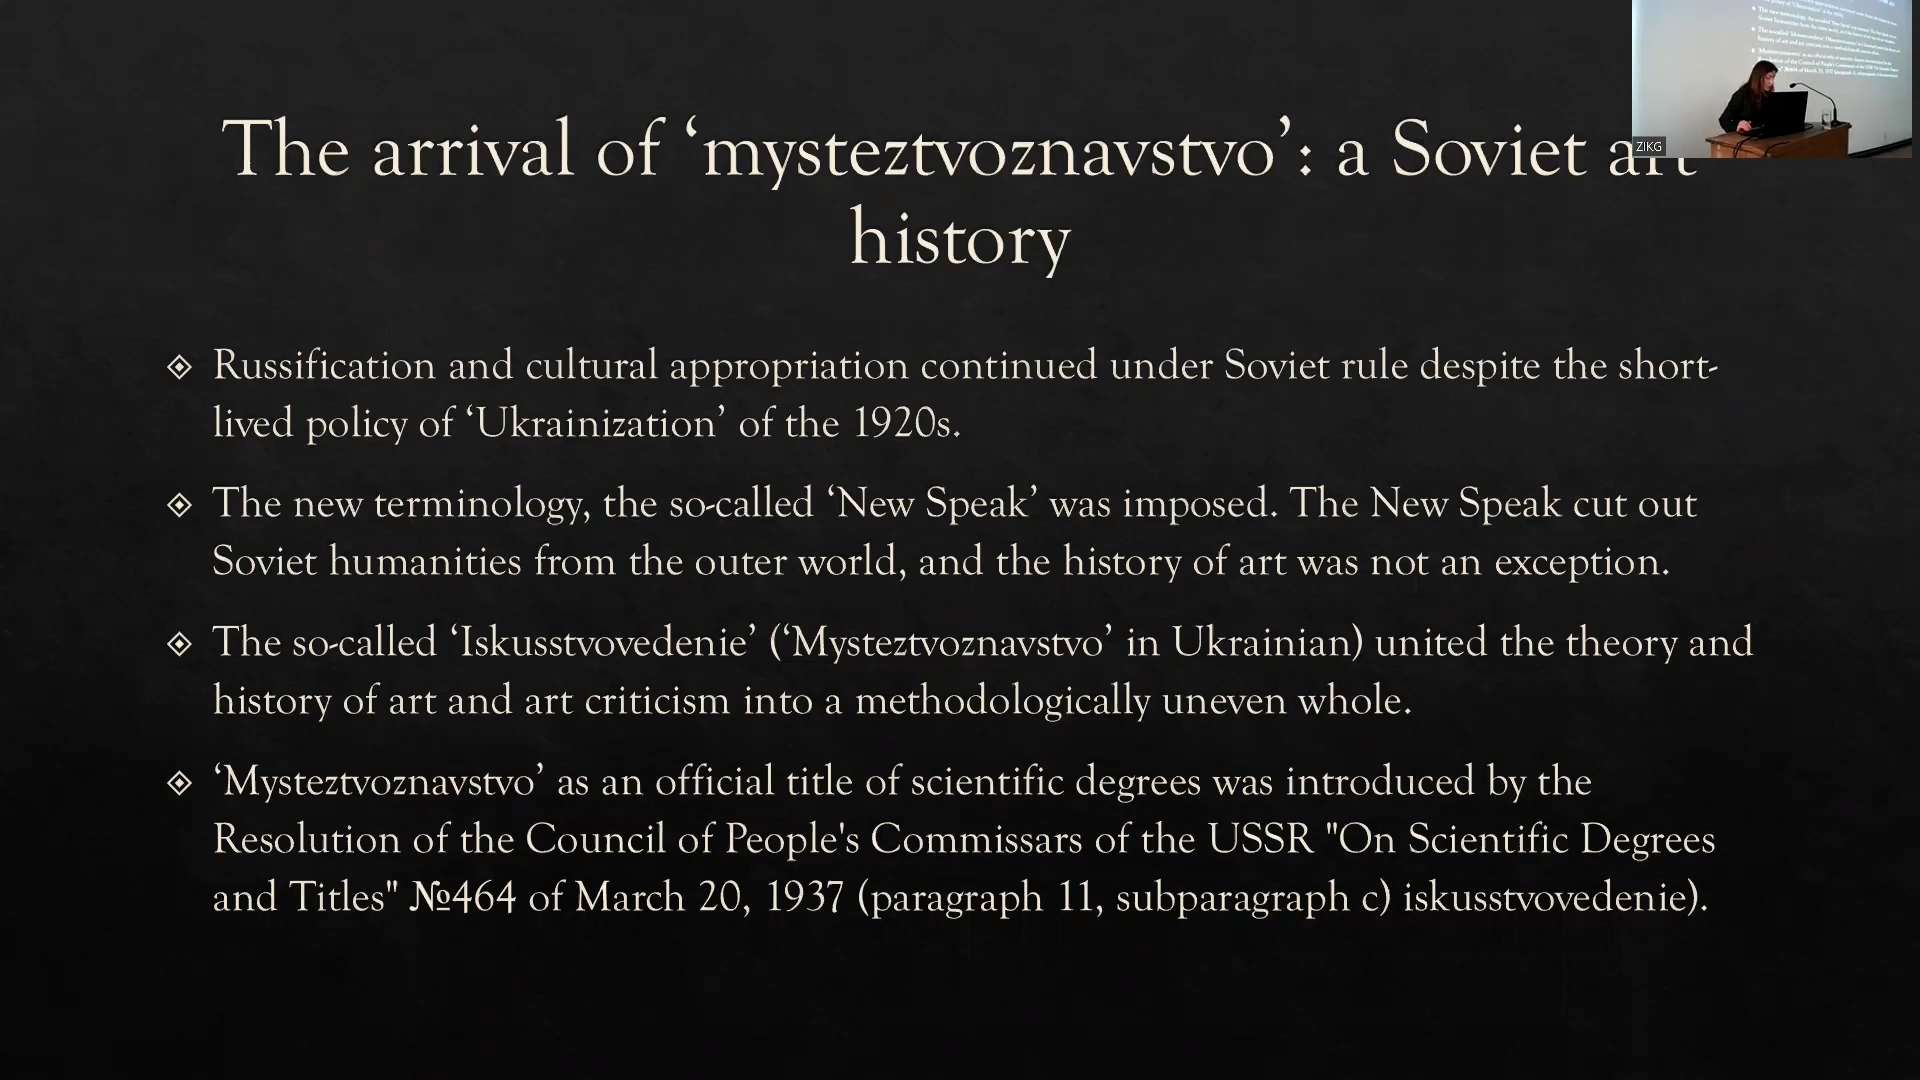 The arrival of ‘mysteztvoznavstvo’: a Soviet art
history
ZIKG
Russification and cultural appropriation continued under Soviet rule despite the short-
lived policy of ‘Ukrainization’ of the 1920s.
The new terminology, the so-called ‘New Speak’ was imposed. The New Speak cut out
Soviet humanities from the outer world, and the history of art was not an exception.
The so-called ‘Iskusstvovedenie’ (‘Mysteztvoznavstvo’ in Ukrainian) united the theory and
history of art and art criticism into a methodologically uneven whole.
‘Mysteztvoznavstvo’ as an official title of scientific degrees was introduced by the
Resolution of the Council of People's Commissars of the USSR "On Scientific Degrees
and Titles" №464 of March 20, 1937 (paragraph 11, subparagraph c) iskusstvovedenie).